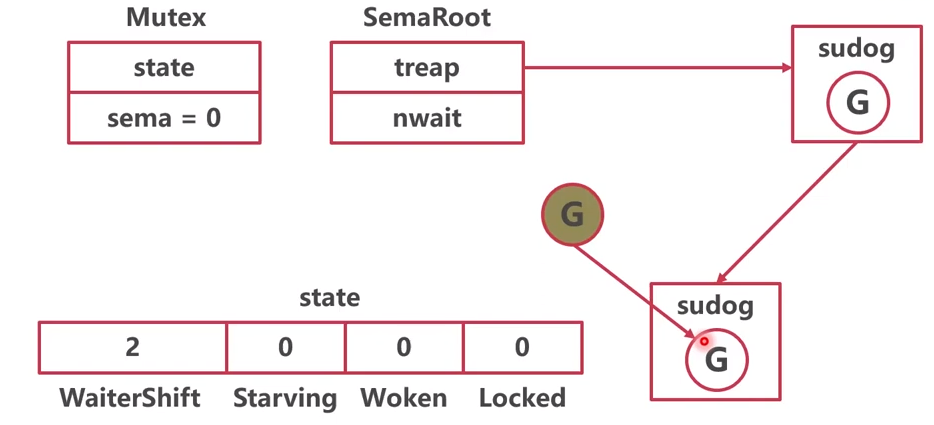 Mutex
state
sema = 0
SemaRoot
treap
nwait
sudog
G
G
sudog
G
state
2
0
0
0
WaiterShift
Starving
Woken
Locked